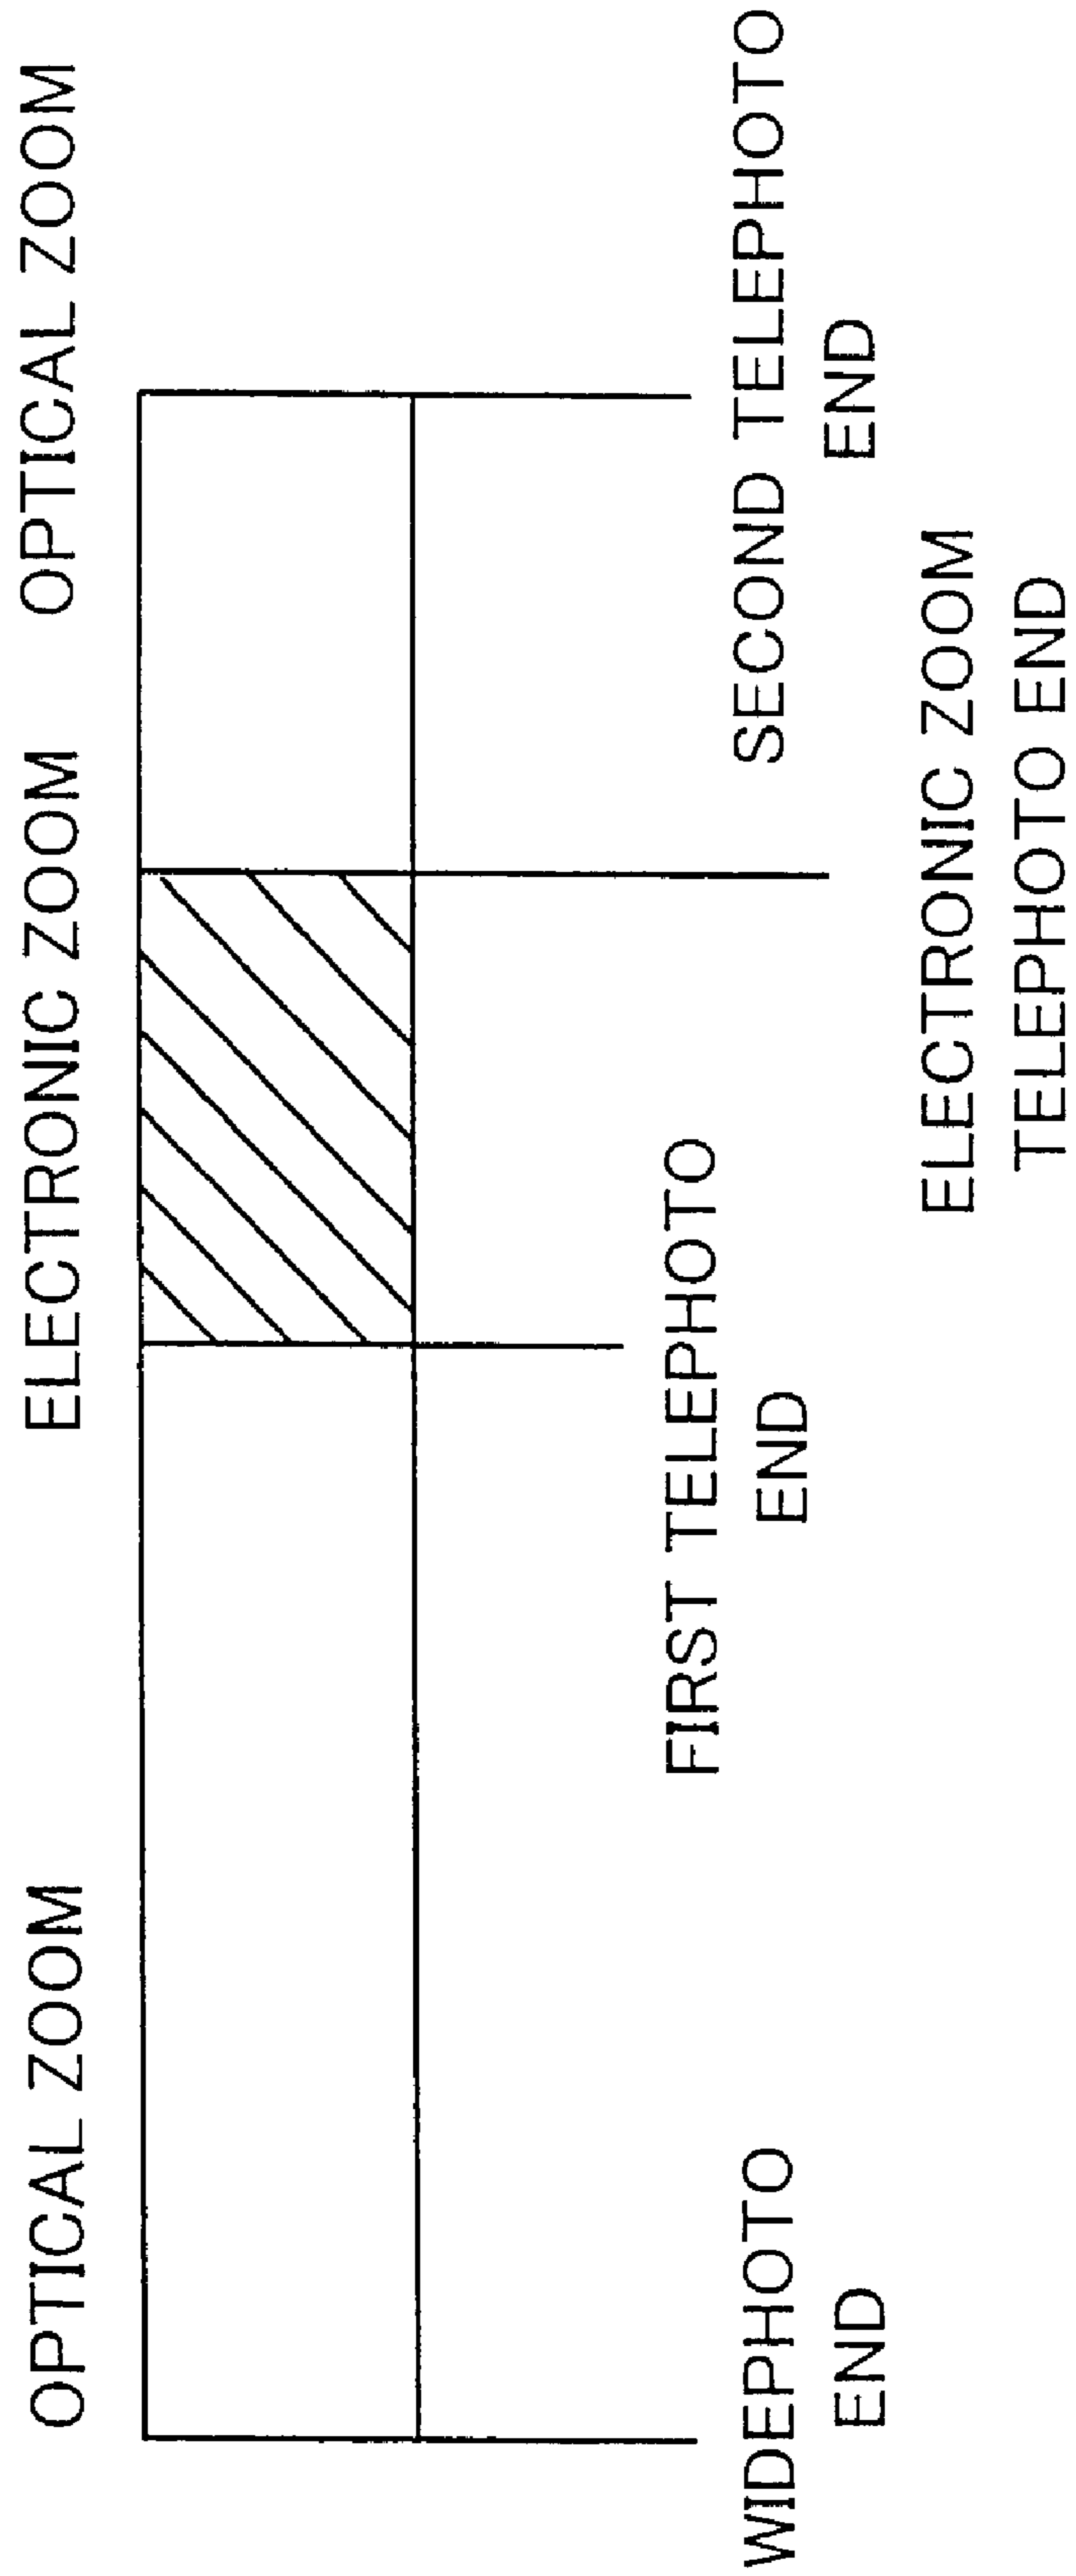 OPTICAL ZOOM
ELECTRONIC ZOOM
OPTICAL ZOOM
WIDEPHOTO
END
FIRST TELEPHOTO
END
ELECTRONIC ZOOM
TELEPHOTO END
SECOND TELEPHOTO
END